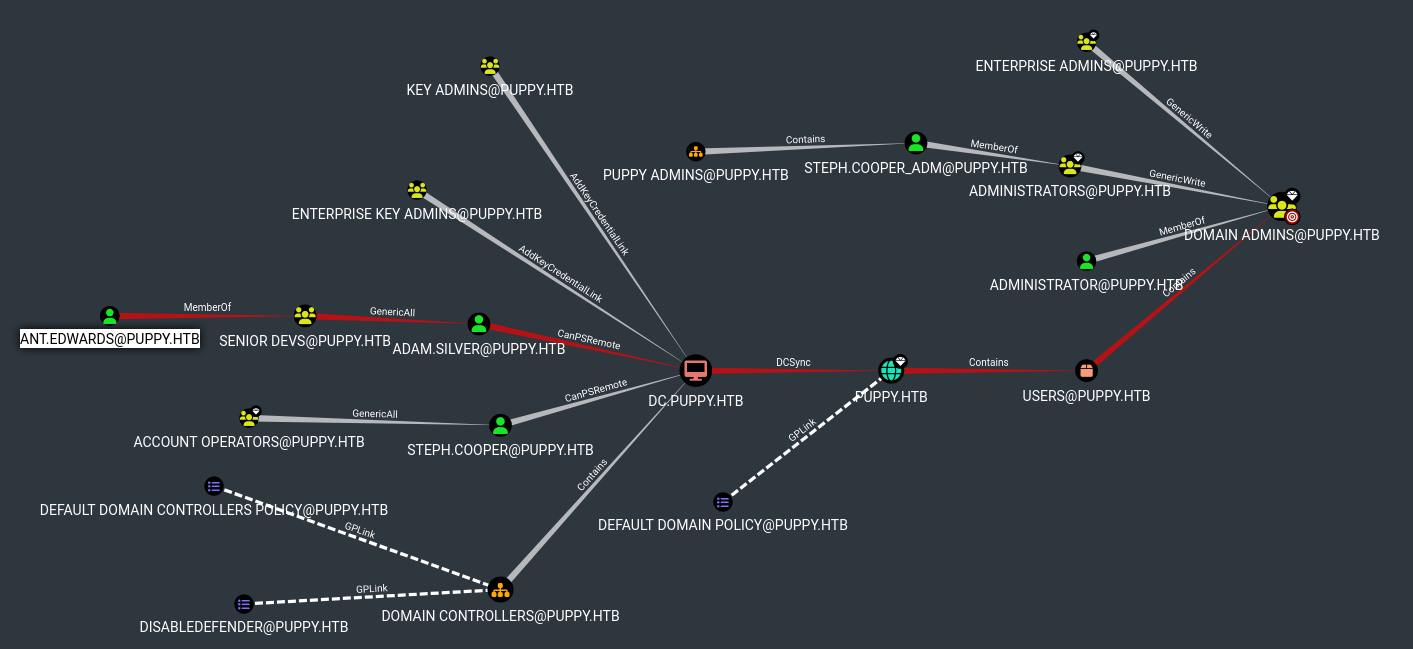 ENTERPRISE ADMINS@PUPPY.HTB
KEY ADMINS@PUPPY.HTB
GenericWrite
Contains
MemberOf
PUPPY ADMINS@PUPPY.HTB
STEPH.COOPER_ADM@PUPPY.HTB
GenericWrite
ADMINISTRATORS@PUPPY.HTB
AddKeyCredentialLink
ENTERPRISE KEY ADMINS@PUPPY.HTB
MemberOf
DOMAIN ADMINS@PUPPY.HTB
AddKeyCredentialLink
ADMINISTRATOR@PUPPY.HTB
Contains
MemberOf
GenericAll
ANT.EDWARDS@PUPPY.HTB
SENIOR DEVS@PUPPY.HTB
ADAM.SILVER@PUPPY.HTB
CanPSRemote
DCSync
Contains
CanPSRemote
DC.PUPPY.HTB
PUPPY.HTB
USERS@PUPPY.HTB
GenericAll
ACCOUNT OPERATORS@PUPPY.HTB
STEPH.COOPER@PUPPY.HTB
GPLink
Contains
DEFAULT DOMAIN CONTROLLERS POLICY@PUPPY.HTB
DEFAULT DOMAIN POLICY@PUPPY.HTB
GPLink
GPLink
DISABLEDEFENDER@PUPPY.HTB
DOMAIN CONTROLLERS@PUPPY.HTB